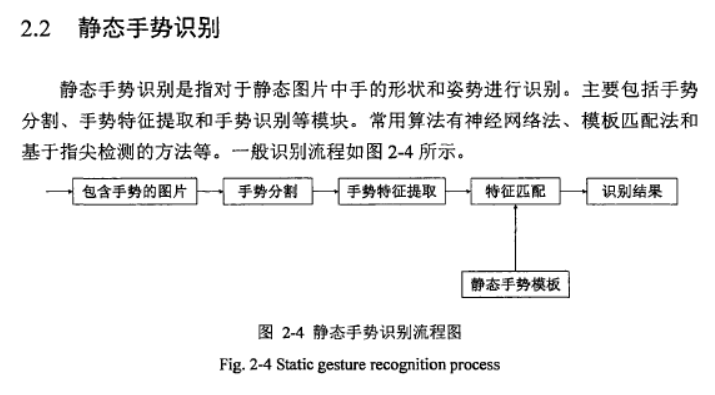 2.2 静态手势识别
静态手势识别是指对于静态图片中手的形状和姿势进行识别。主要包括手势
分割、手势特征提取和手势识别等模块。常用算法有神经网络法、模板匹配法和
基于指尖检测的方法等。一般识别流程如图 2-4 所示。
包含手势的图片
手势分割
手势特征提取
特征匹配
识别结果
静态手势模板
图 2-4 静态手势识别流程图
Fig. 2-4 Static gesture recognition process